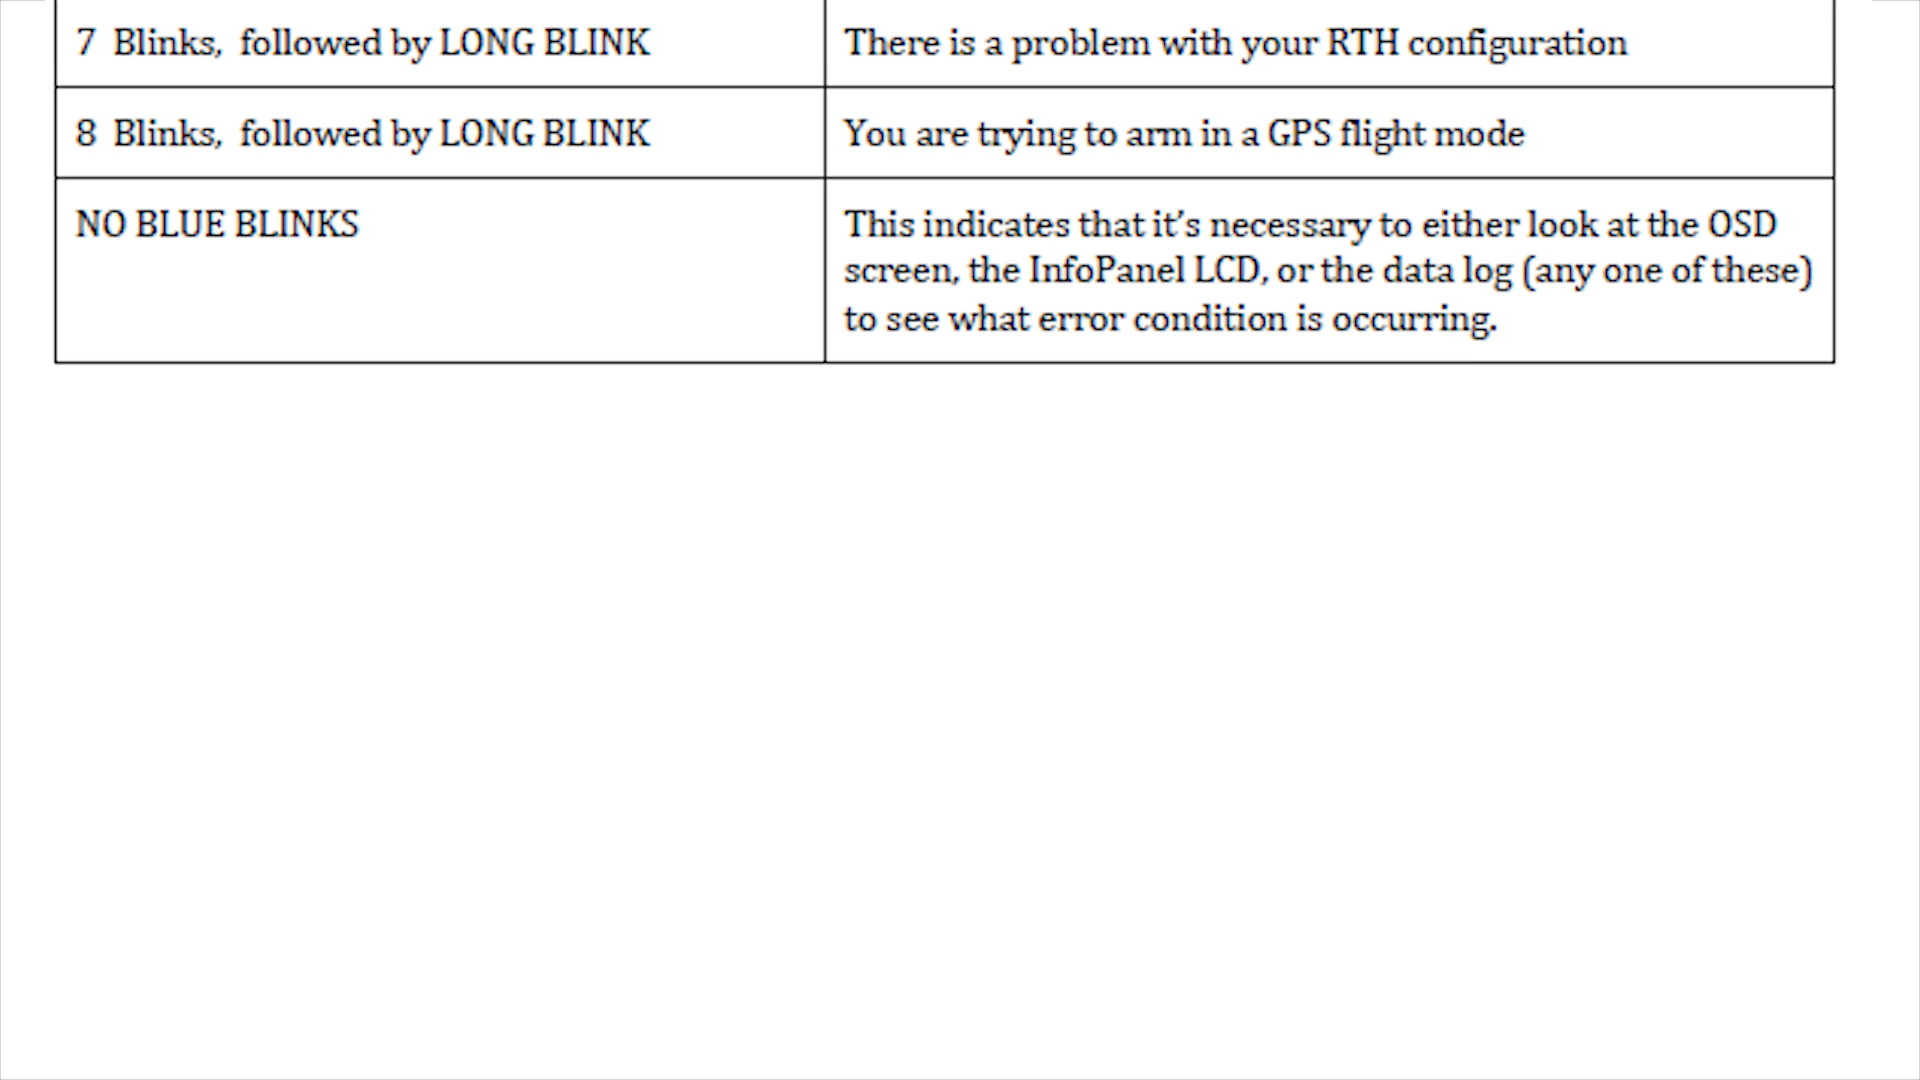 7 Blinks, followed by LONG BLINK
There is a problem with your RTH configuration
8 Blinks, followed by LONG BLINK
You are trying to arm in a GPS flight mode
NO BLUE BLINKS
This indicates that it’s necessary to either look at the OSD
screen, the InfoPanel LCD, or the data log (any one of these)
to see what error condition is occurring.